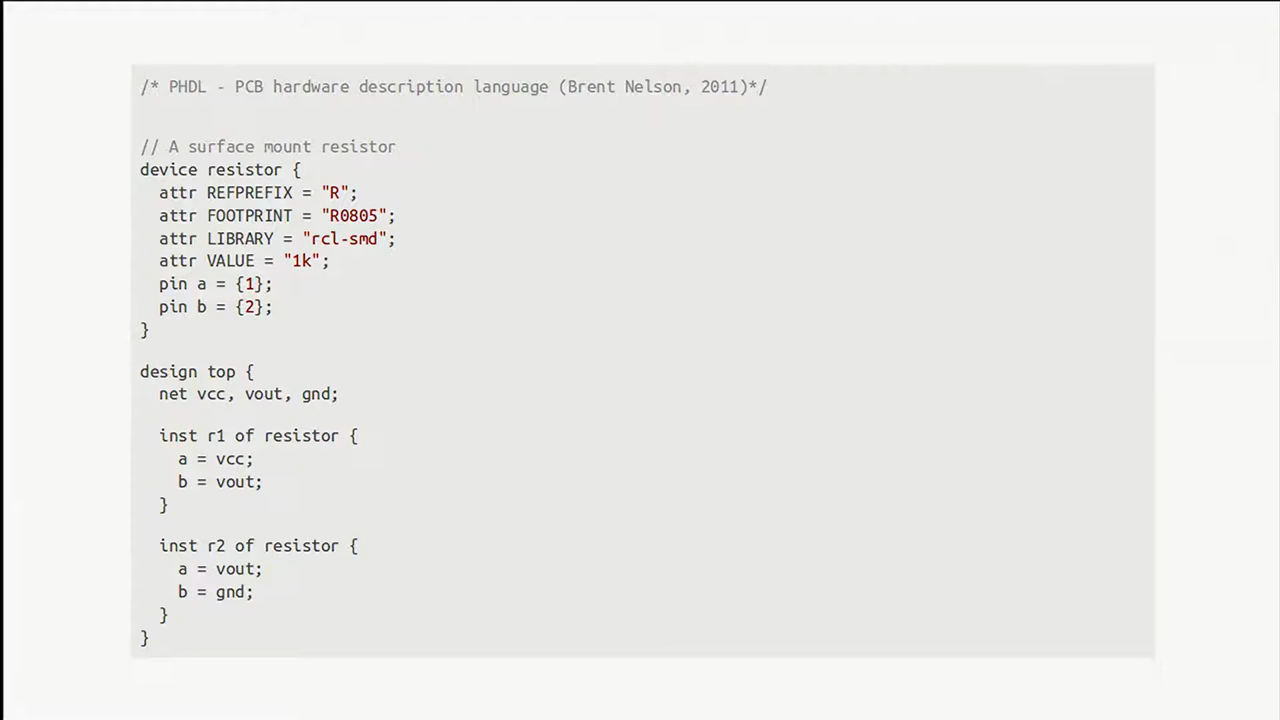 /* PHDL - PCB hardware description language (Brent Nelson, 2011)*/
// A surface mount resistor
device resistor {
  attr REFPREFIX = "R";
  attr FOOTPRINT = "R0805";
  attr LIBRARY = "rcl-smd";
  attr VALUE = "1k";
  pin a = {1};
  pin b = {2};
}
design top {
  net vcc, vout, gnd;
  inst r1 of resistor {
    a = vcc;
    b = vout;
  }
  inst r2 of resistor {
    a = vout;
    b = gnd;
  }
}